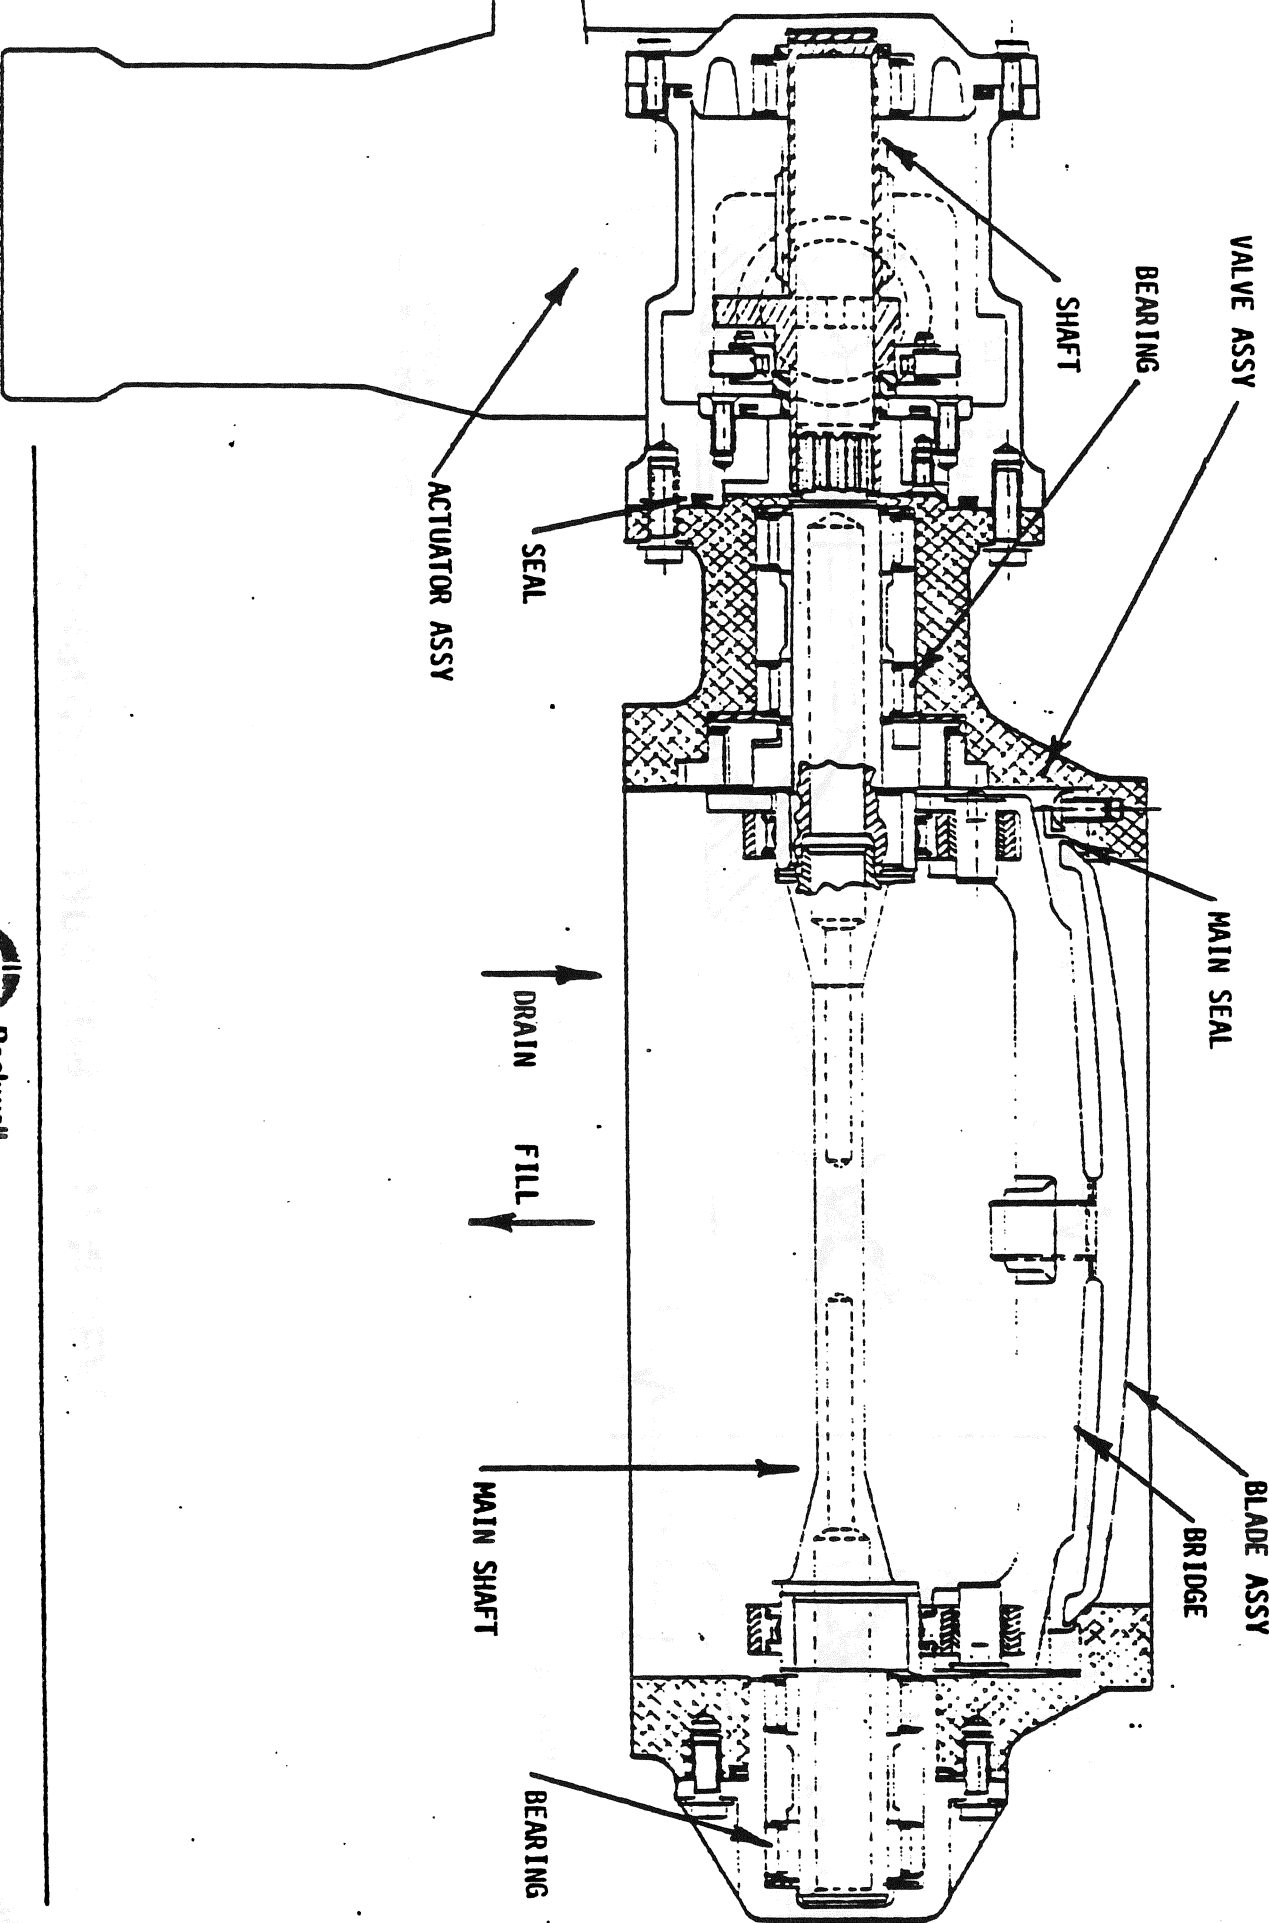 VALVE ASSY
BEARING
SHAFT
ACTUATOR ASSY
SEAL
MAIN SEAL
DRAIN
FILL
MAIN SHAFT
BLADE ASSY
BRIDGE
BEARING